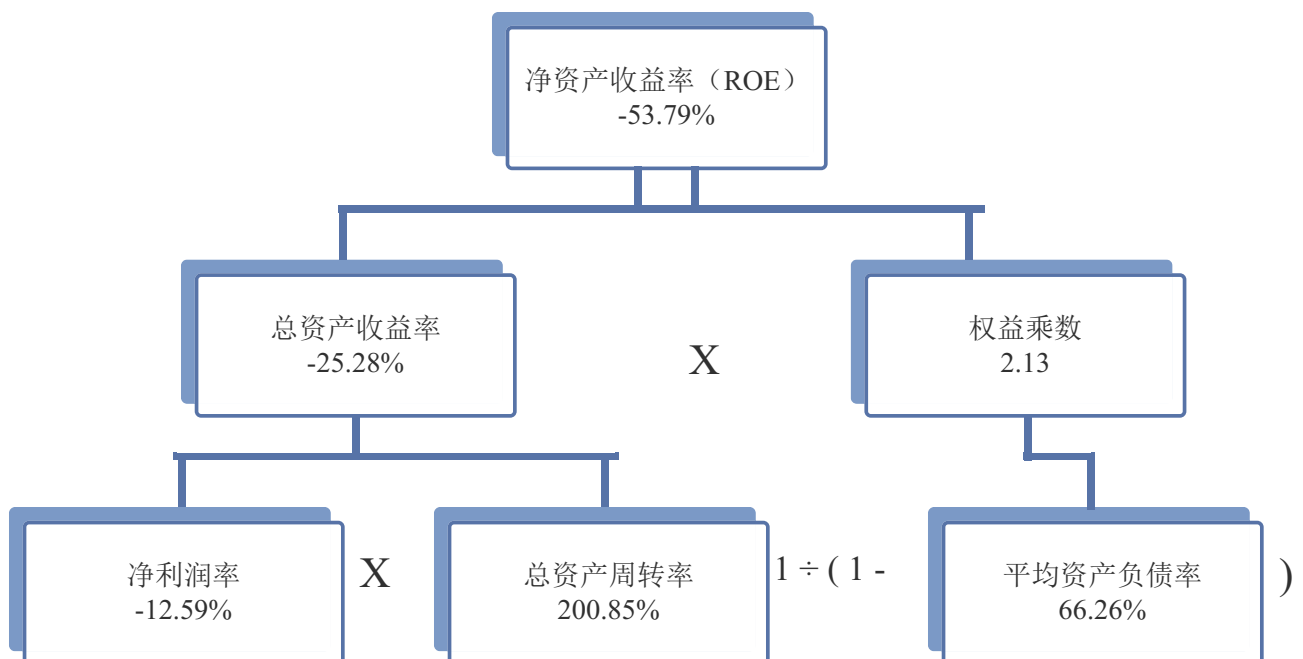 净资产收益率（ROE）
-53.79%
总资产收益率
-25.28%
X
权益乘数
2.13
净利润率
-12.59%
X
总资产周转率
200.85%
1 ÷ ( 1 -
平均资产负债率
66.26%
)